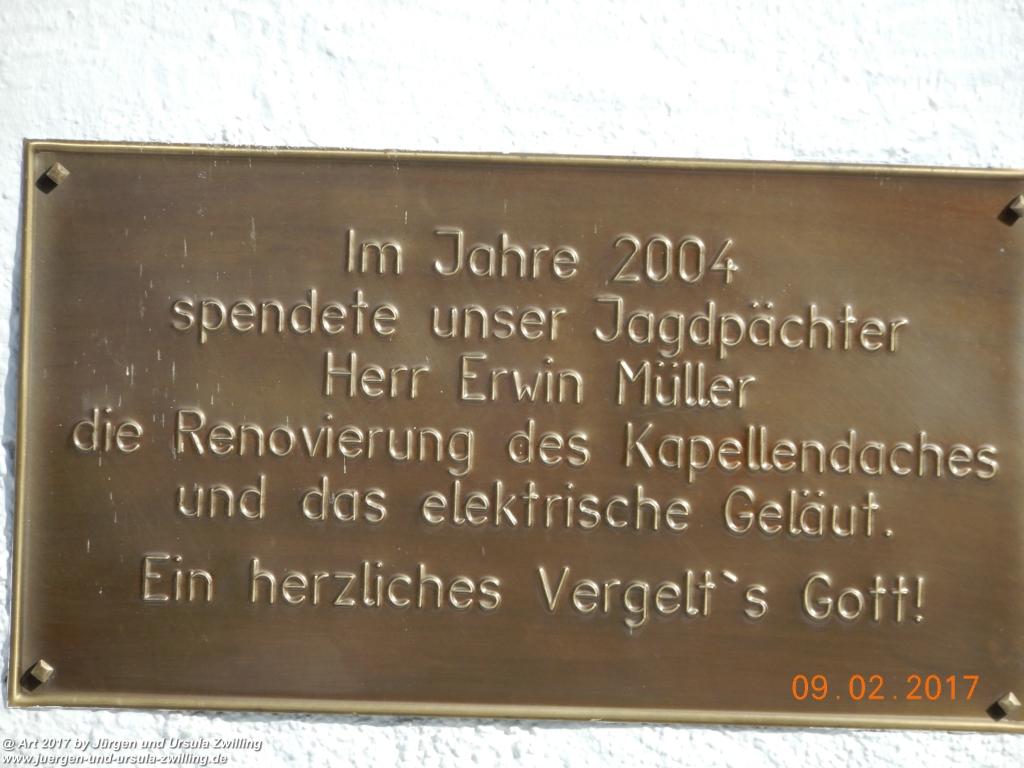 Im Jahre 2004
spendete unser Jagdpächter
Herr Erwin Müller
die Renovierung des Kapellendaches
und das elektrische Geläut.
Ein herzliches Vergelt`s Gott!
09.02.2017
@ Art 2017 by Jürgen und Ursula Zwilling
www.juergen-und-ursula-zwilling.de